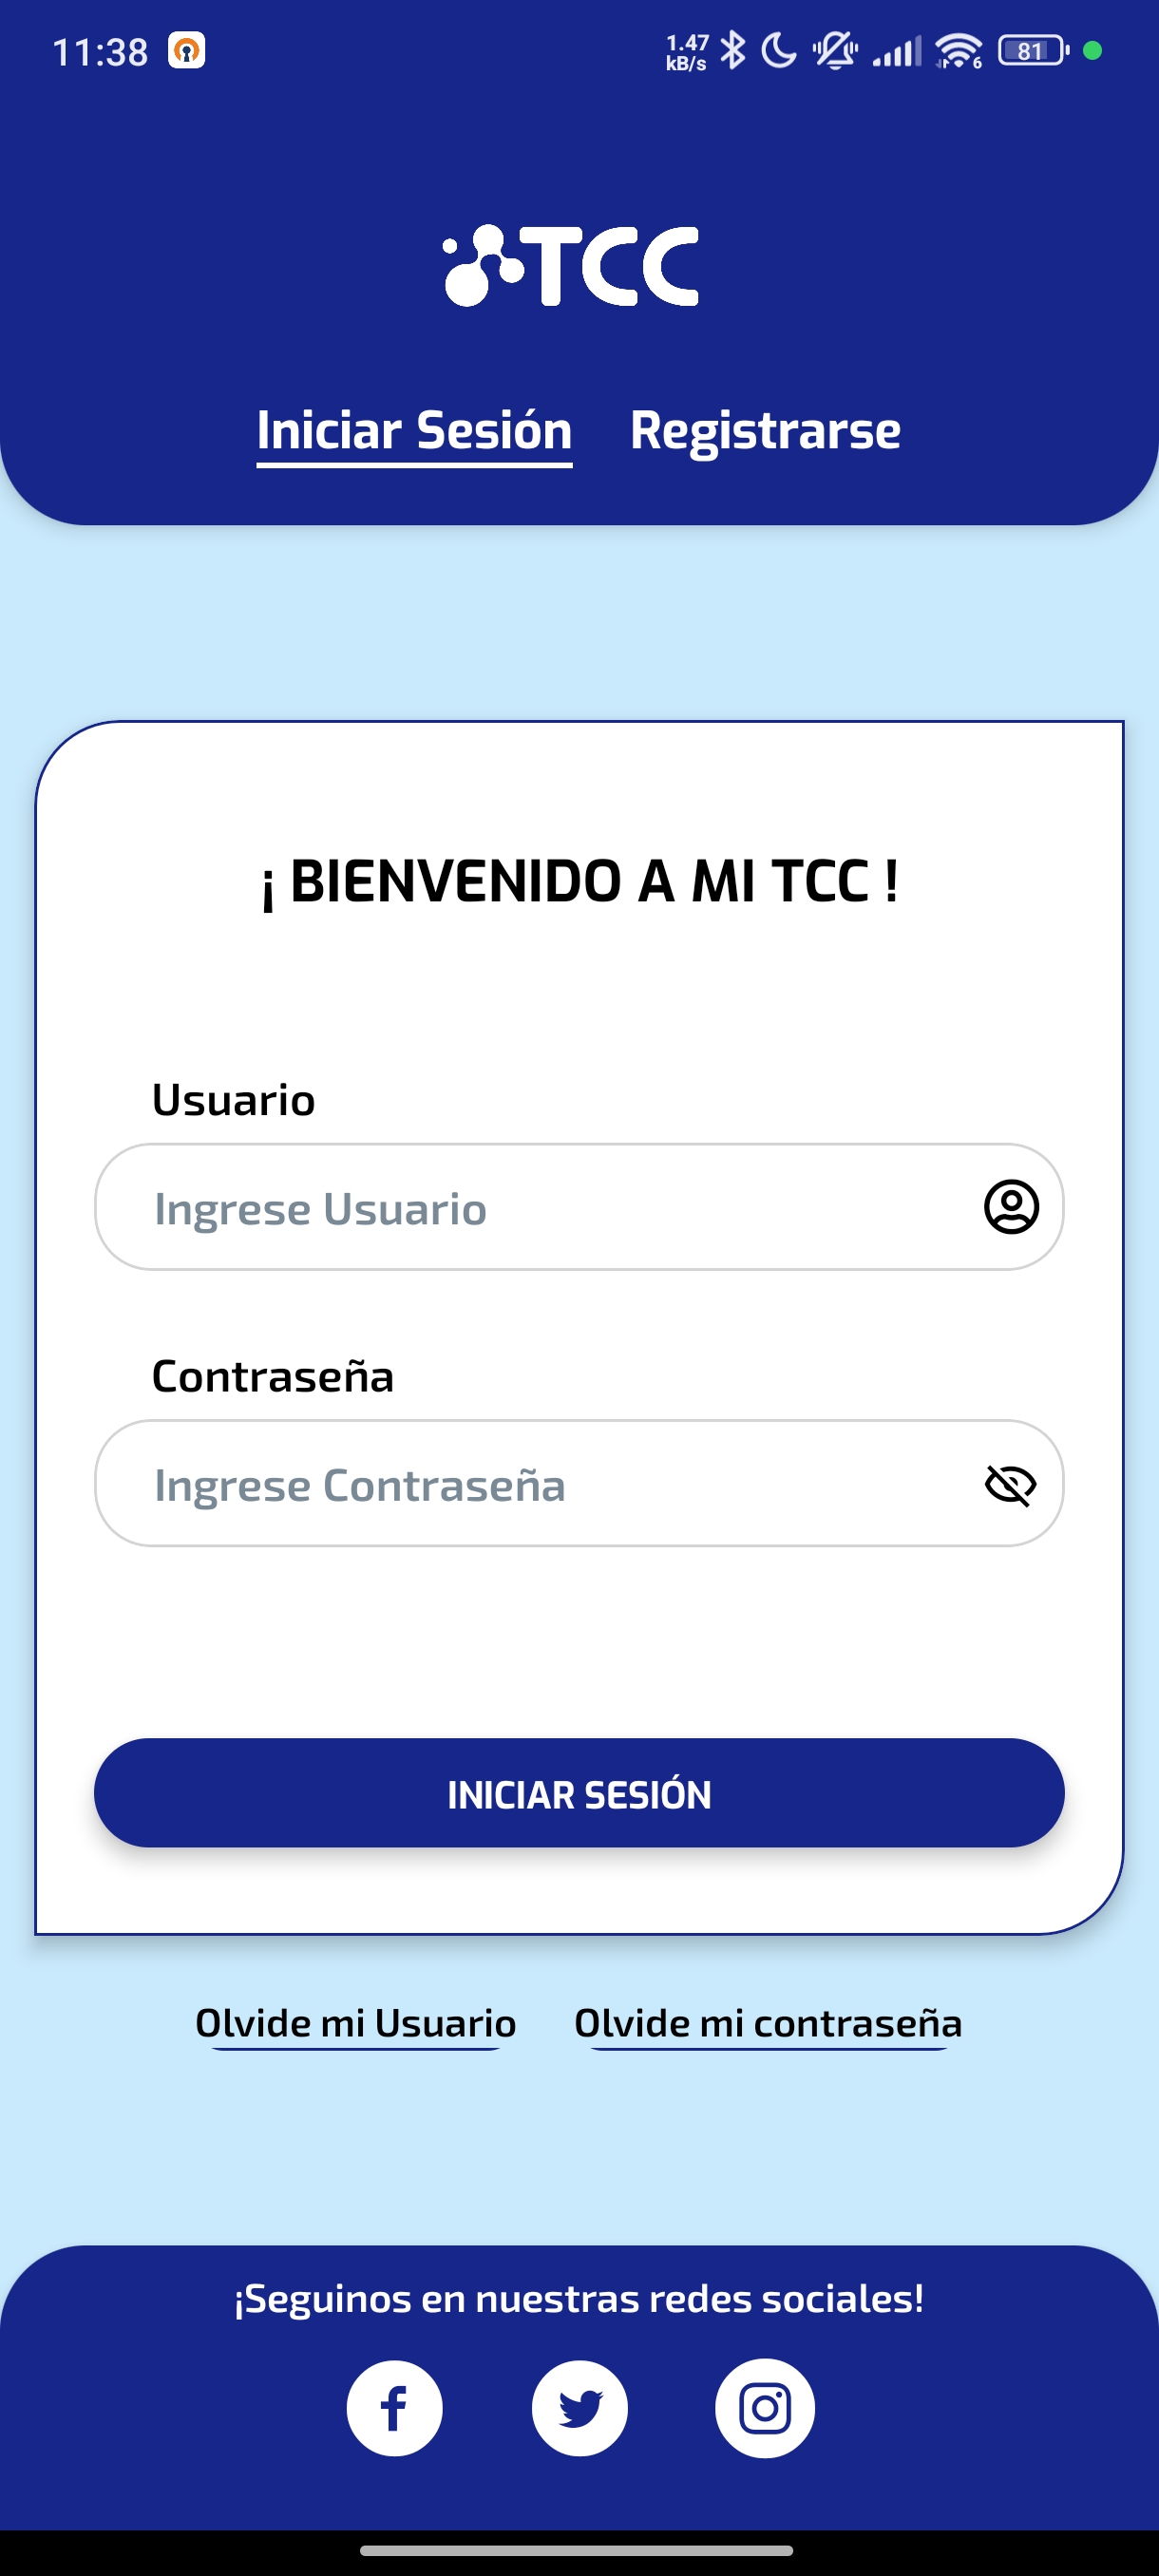 11:38
1.47
kB/s
6
81
TCC
Iniciar Sesión Registrarse
¡ BIENVENIDO A MI TCC !
Usuario
Ingrese Usuario
Contraseña
Ingrese Contraseña
INICIAR SESIÓN
Olvide mi Usuario Olvide mi contraseña
¡Seguinos en nuestras redes sociales!